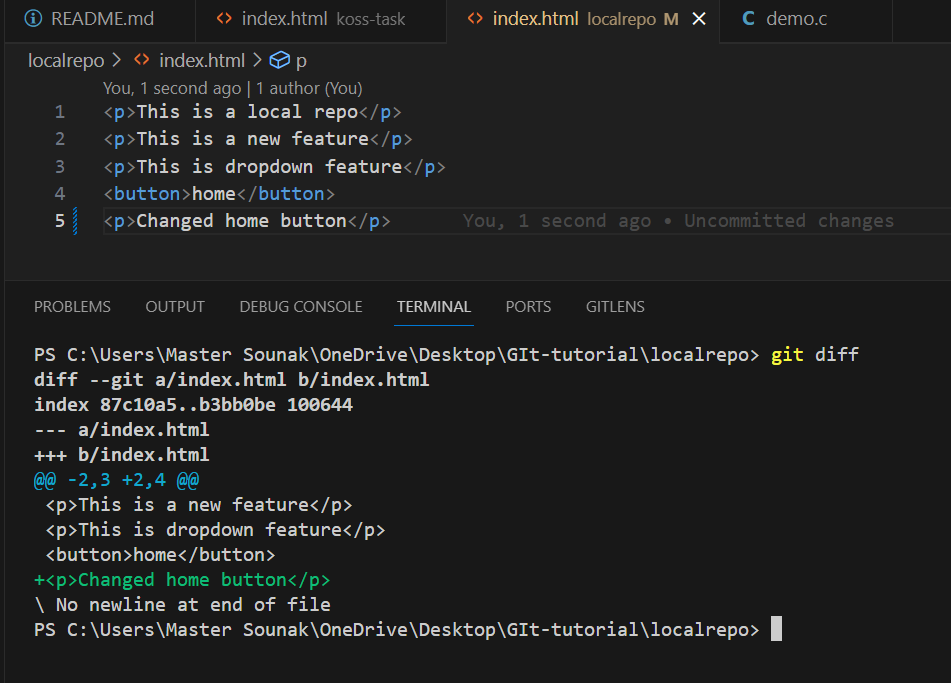 README.md index.html koss-task index.html localrepo M demo.c
localrepo > index.html > p
You, 1 second ago | 1 author (You)
1 <p>This is a local repo</p>
2 <p>This is a new feature</p>
3 <p>This is dropdown feature</p>
4 <button>home</button>
5 <p>Changed home button</p> You, 1 second ago • Uncommitted changes
PROBLEMS OUTPUT DEBUG CONSOLE TERMINAL PORTS GITLENS
PS C:\Users\Master Sounak\OneDrive\Desktop\GIt-tutorial\localrepo> git diff
diff --git a/index.html b/index.html
index 87c10a5..b3bb0be 100644
--- a/index.html
+++ b/index.html
@@ -2,3 +2,4 @@
 <p>This is a new feature</p>
 <p>This is dropdown feature</p>
 <button>home</button>
+<p>Changed home button</p>
\ No newline at end of file
PS C:\Users\Master Sounak\OneDrive\Desktop\GIt-tutorial\localrepo>